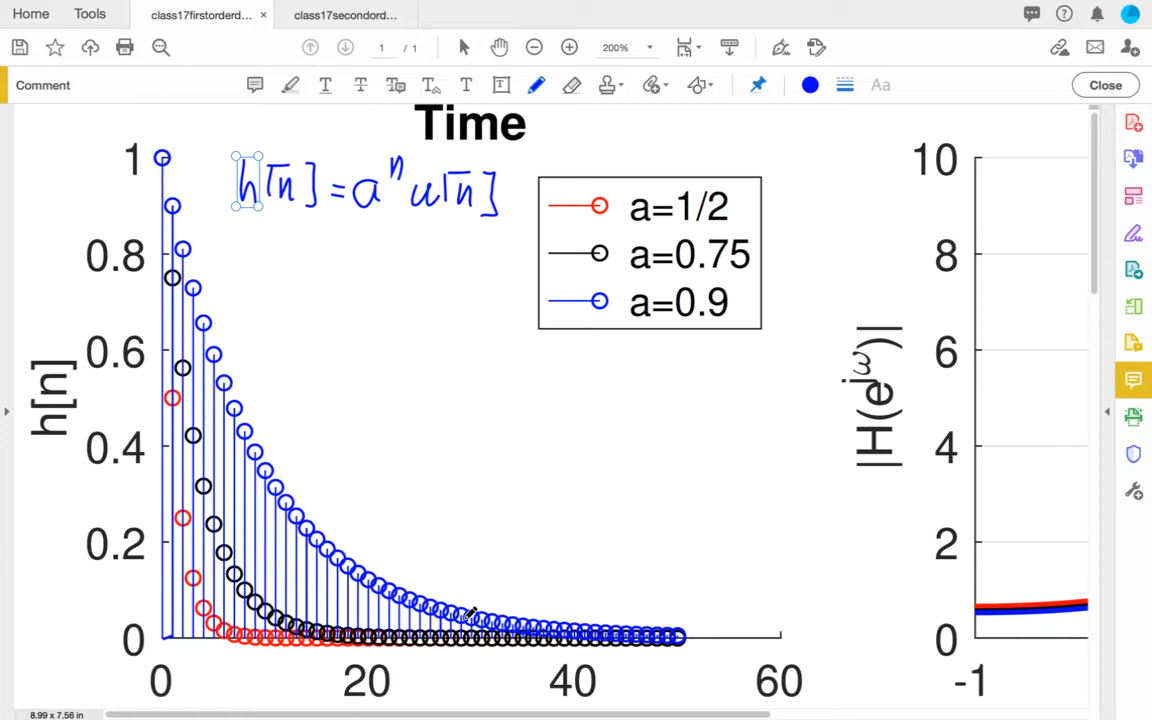 Home Tools class17firstorderd... × class17secondord...
1 / 1 200%
Comment Aa Close
Time
h[n] = aⁿ u[n]
a=1/2
a=0.75
a=0.9
h[n]
1
0.8
0.6
0.4
0.2
0
0 20 40 60
|H(e^jω)|
10
8
6
4
2
0
-1
8.99 x 7.56 in